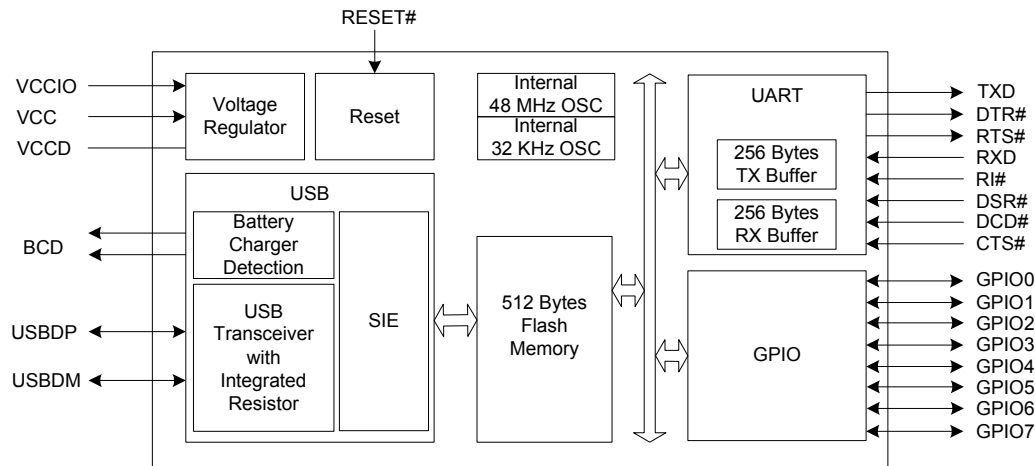 RESET#
VCCIO
VCC
VCCD
Voltage
Regulator
Reset
Internal
48 MHz OSC
Internal
32 KHz OSC
UART
256 Bytes
TX Buffer
256 Bytes
RX Buffer
TXD
DTR#
RTS#
RXD
RI#
DSR#
DCD#
CTS#
USB
BCD
Battery
Charger
Detection
USBDP
USBDM
USB
Transceiver
with
Integrated
Resistor
SIE
512 Bytes
Flash
Memory
GPIO
GPIO0
GPIO1
GPIO2
GPIO3
GPIO4
GPIO5
GPIO6
GPIO7